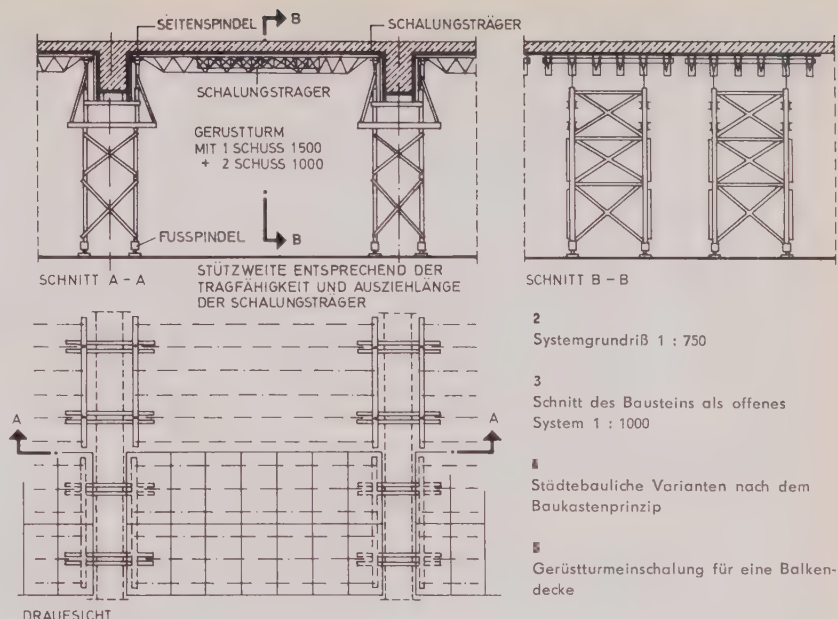 SEITENSPINDEL
B
SCHALUNGSTRÄGER
SCHALUNGSTRAGER
GERUSTTURM
MIT 1 SCHUSS 1500
+ 2 SCHUSS 1000
FUSSPINDEL
B
SCHNITT A - A
STÜTZWEITE ENTSPRECHEND DER
TRAGFÄHIGKEIT UND AUSZIEHLÄNGE
DER SCHALUNGSTRÄGER
SCHNITT B - B
A
A
DRAUFSICHT
2
Systemgrundriß 1 : 750
3
Schnitt des Bausteins als offenes
System 1 : 1000
4
Städtebauliche Varianten nach dem
Baukastenprinzip
5
Gerüstturmeinschalung für eine Balken-
decke